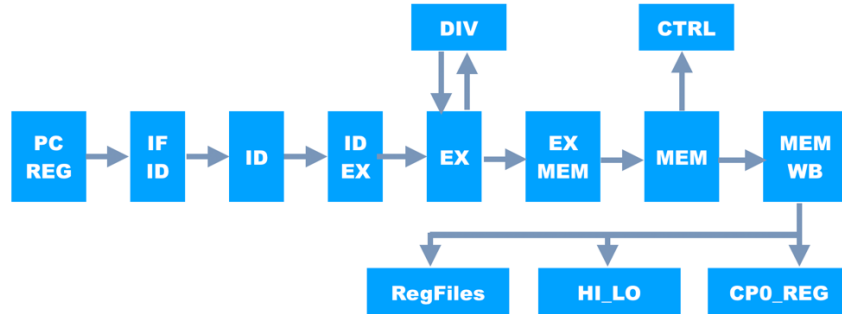 DIV
CTRL
PC
REG
IF
ID
ID
ID
EX
EX
EX
MEM
MEM
MEM
WB
RegFiles
HI_LO
CP0_REG